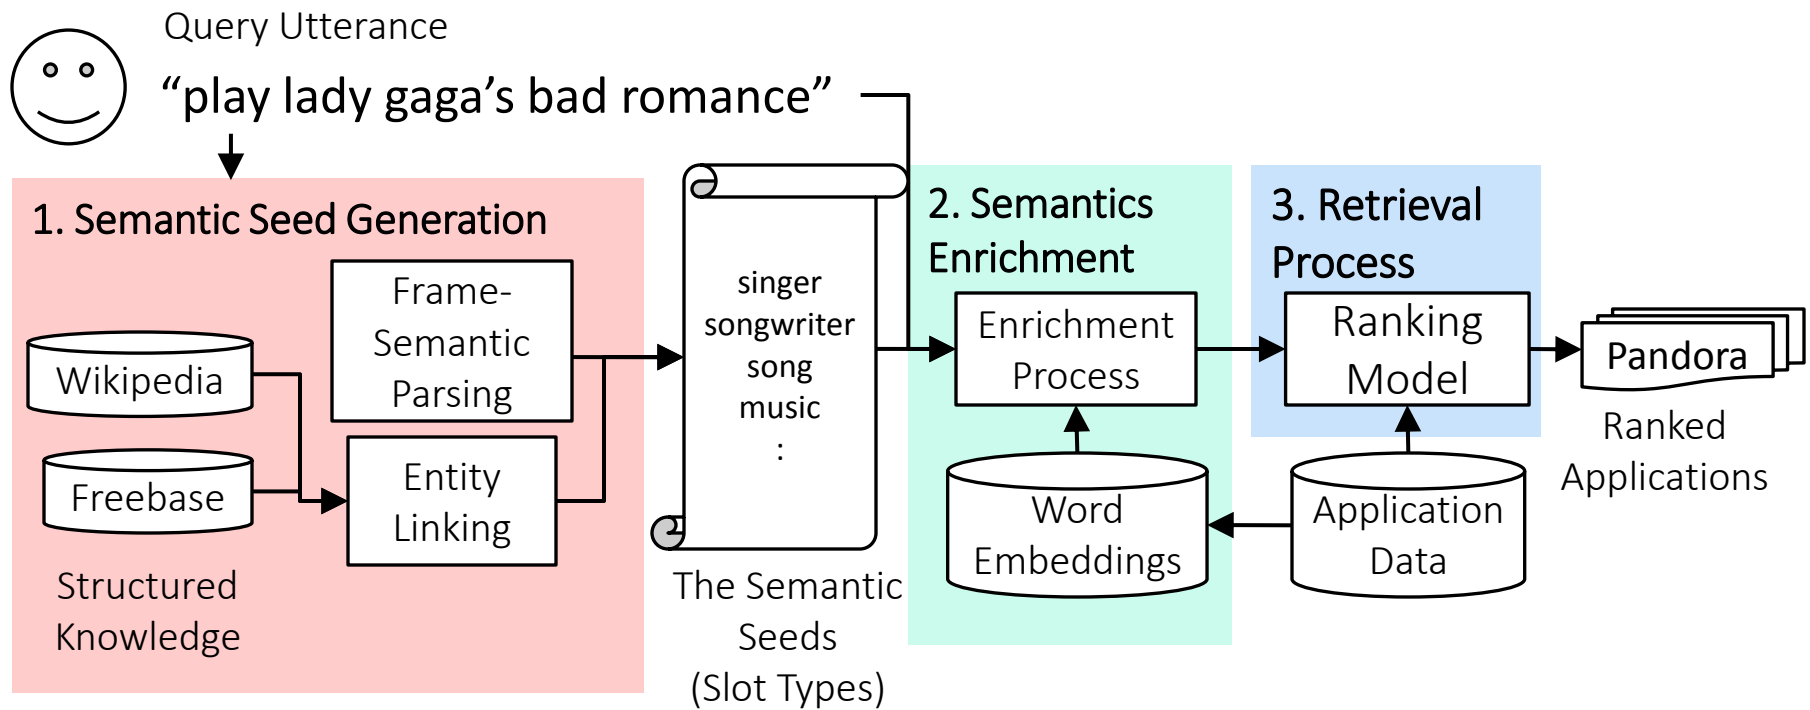 Query Utterance
“play lady gaga’s bad romance”
1. Semantic Seed Generation
Frame-
Semantic
Parsing
Wikipedia
Freebase
Entity
Linking
Structured
Knowledge
singer
songwriter
song
music
:
The Semantic
Seeds
(Slot Types)
2. Semantics
Enrichment
Enrichment
Process
Word
Embeddings
3. Retrieval
Process
Ranking
Model
Application
Data
Pandora
Ranked
Applications